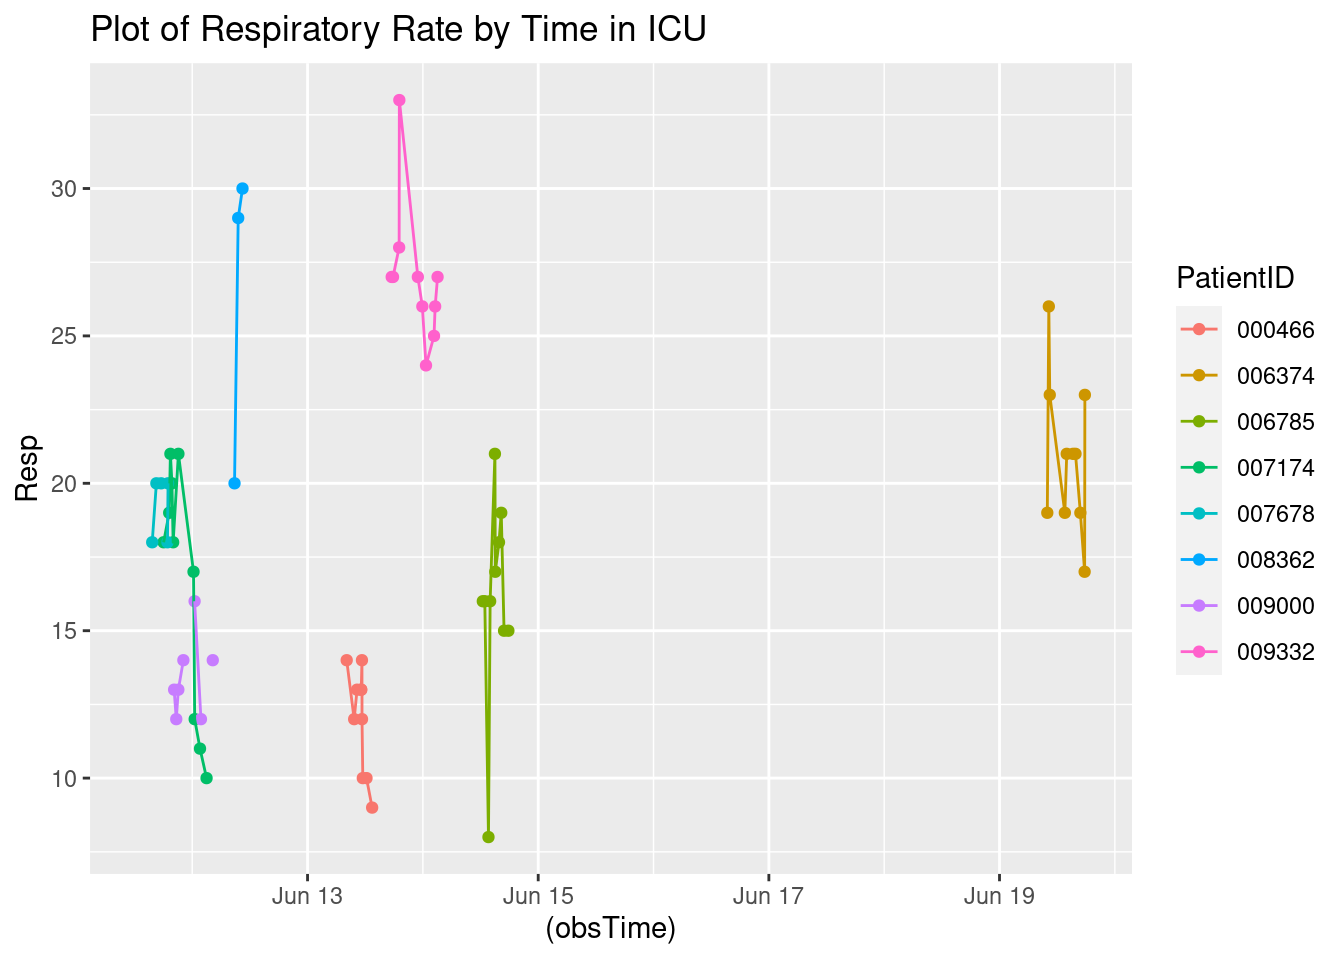 Plot of Respiratory Rate by Time in ICU
Resp
30
25
20
15
10
Jun 13
Jun 15
Jun 17
Jun 19
(obsTime)
PatientID
000466
006374
006785
007174
007678
008362
009000
009332